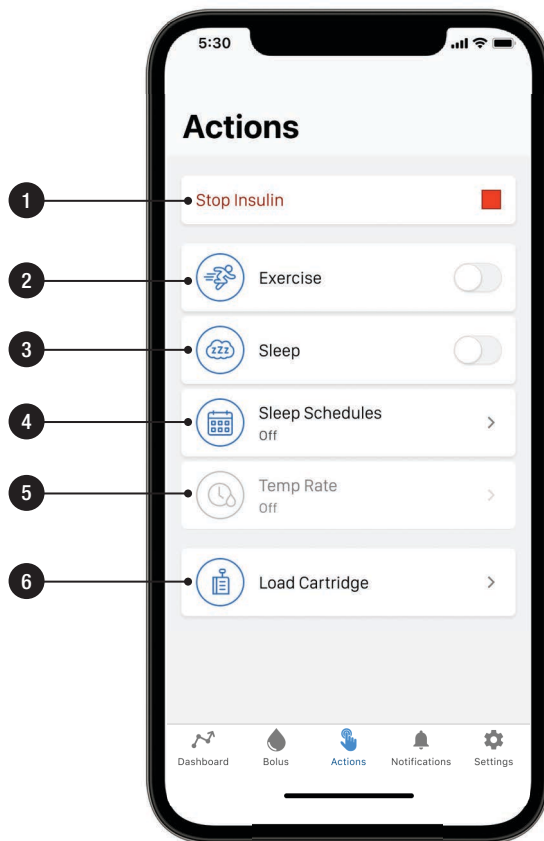 5:30
Actions
1
Stop Insulin
2
Exercise
3
zzz
Sleep
4
Sleep Schedules
Off
5
Temp Rate
Off
6
Load Cartridge
Dashboard
Bolus
Actions
Notifications
Settings